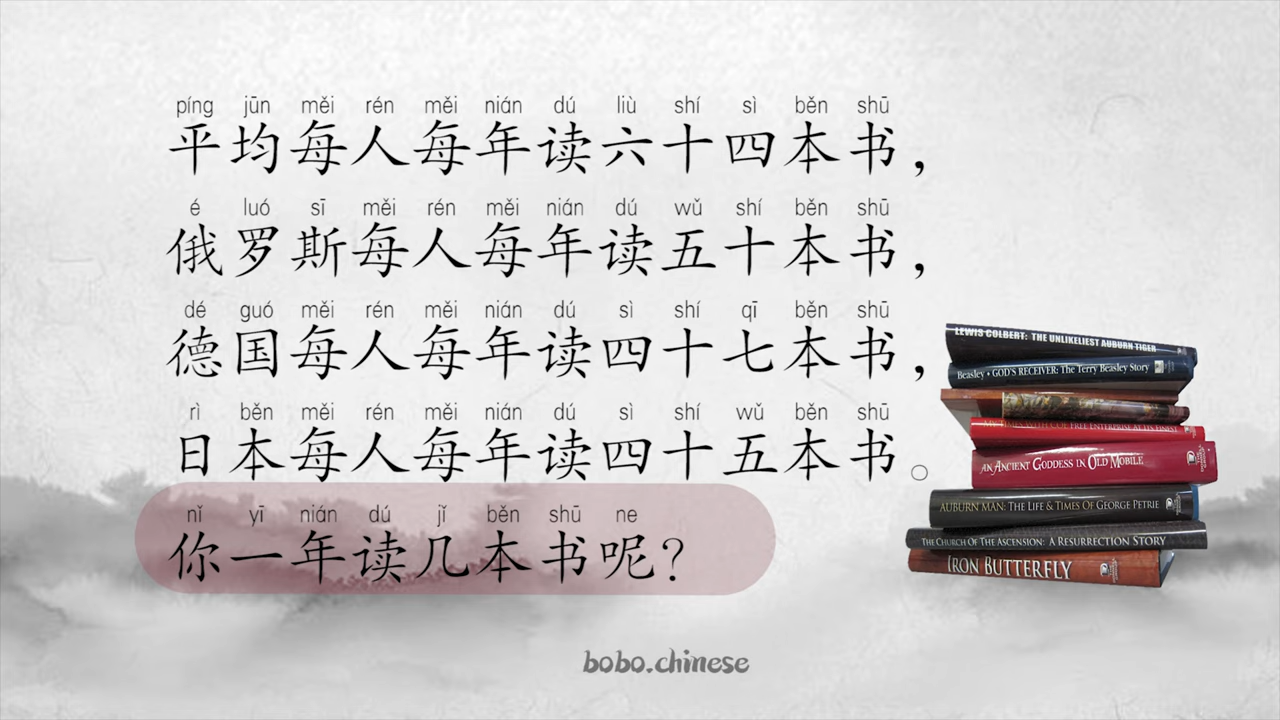 píng jūn měi rén měi nián dú liù shí sì běn shū
平均每人每年读六十四本书，
é luó sī měi rén měi nián dú wǔ shí běn shū
俄罗斯每人每年读五十本书，
dé guó měi rén měi nián dú sì shí qī běn shū
德国每人每年读四十七本书，
rì běn měi rén měi nián dú sì shí wǔ běn shū
日本每人每年读四十五本书。
nǐ yī nián dú jǐ běn shū ne
你一年读几本书呢？
LEWIS COLBERT: THE UNLIKELIEST AUBURN TIGER
Beasley • GOD'S RECEIVER: The Terry Beasley Story
FREE ENTERPRISE AT ITS FINEST
AN ANCIENT GODDESS IN OLD MOBILE
AUBURN MAN: THE LIFE & TIMES OF GEORGE PETRIE
THE CHURCH OF THE ASCENSION: A RESURRECTION STORY
IRON BUTTERFLY
bobo.chinese